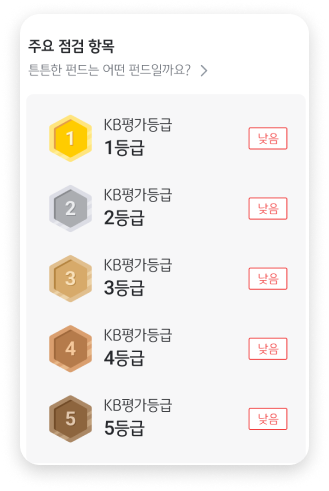 주요 점검 항목
튼튼한 펀드는 어떤 펀드일까요? >
1
KB평가등급
1등급
낮음
2
KB평가등급
2등급
낮음
3
KB평가등급
3등급
낮음
4
KB평가등급
4등급
낮음
5
KB평가등급
5등급
낮음